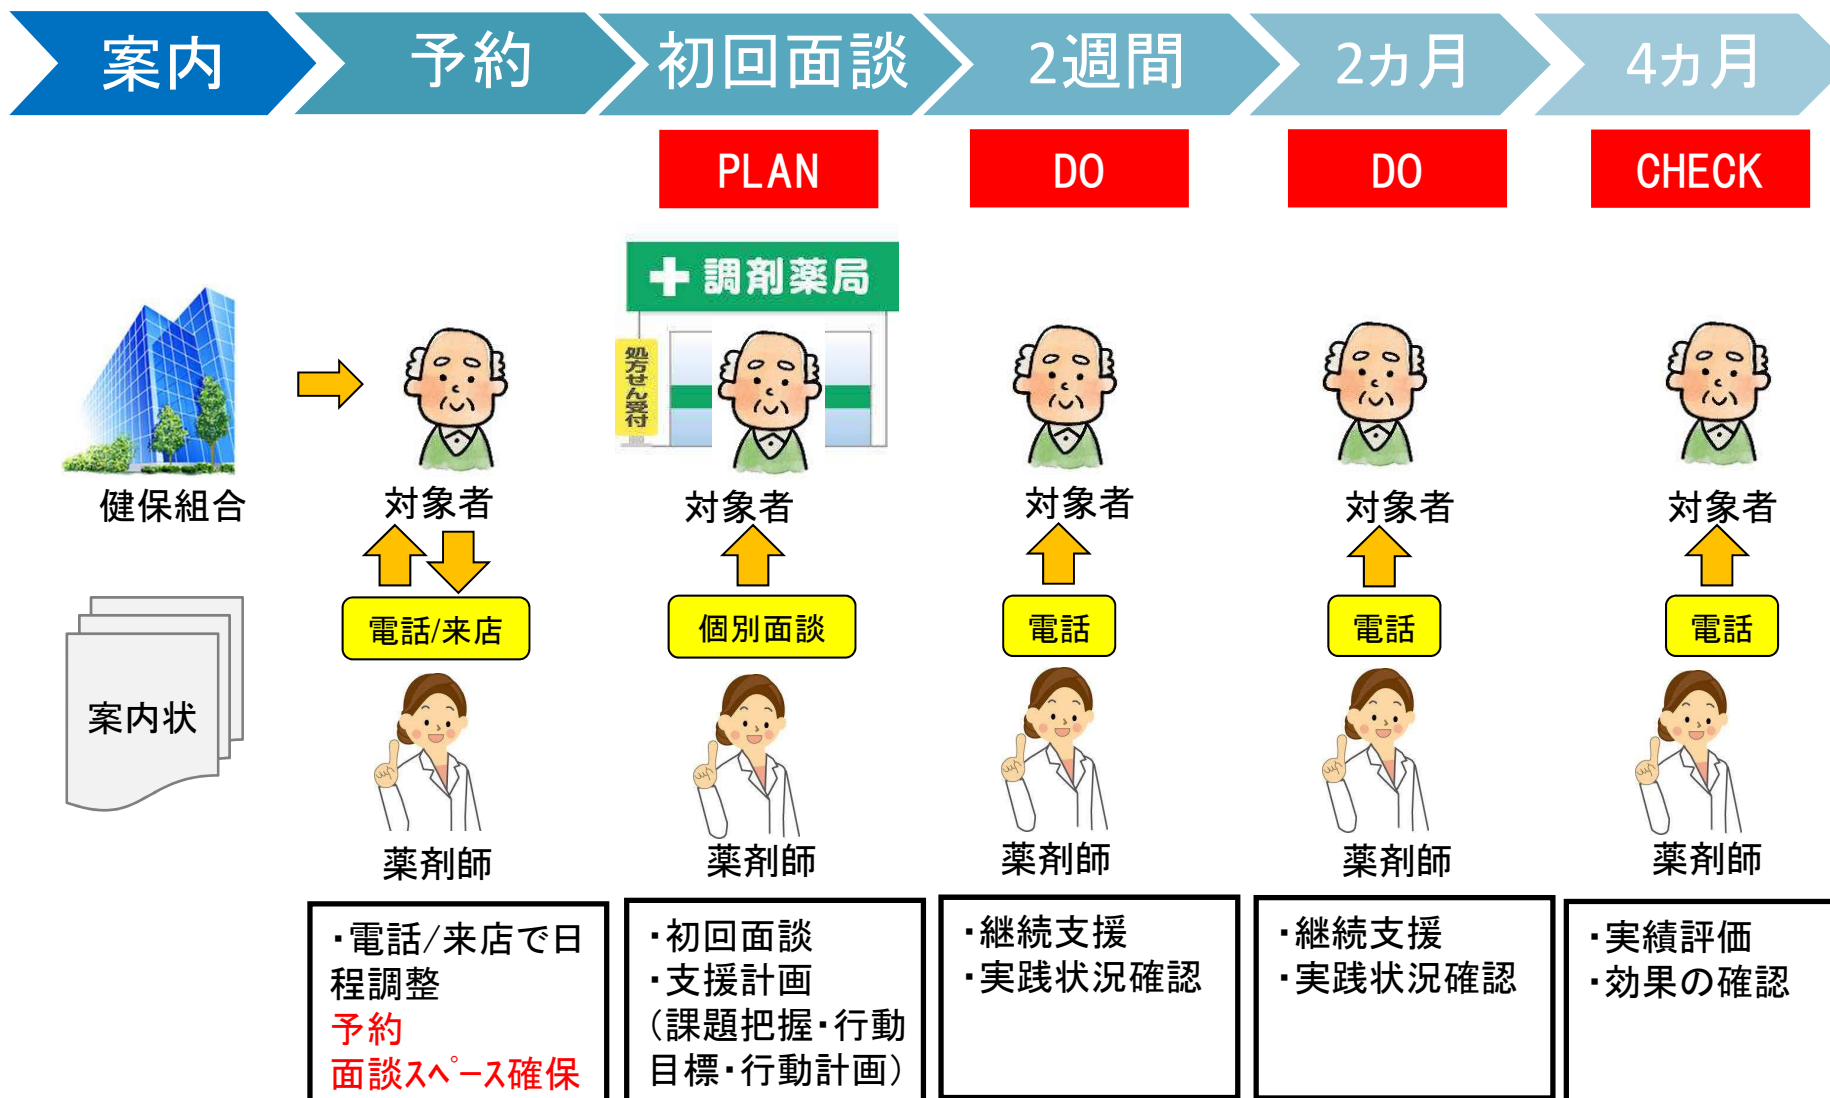 案内
予約
初回面談
2週間
2カ月
4カ月
PLAN
DO
DO
CHECK
調剤薬局
処方せん受付
健保組合
対象者
対象者
対象者
対象者
対象者
電話/来店
個別面談
電話
電話
電話
案内状
薬剤師
薬剤師
薬剤師
薬剤師
薬剤師
・電話/来店で日
程調整
予約
面談ｽﾍﾟｰｽ確保
・初回面談
・支援計画
（課題把握・行動
目標・行動計画）
・継続支援
・実践状況確認
・継続支援
・実践状況確認
・実績評価
・効果の確認